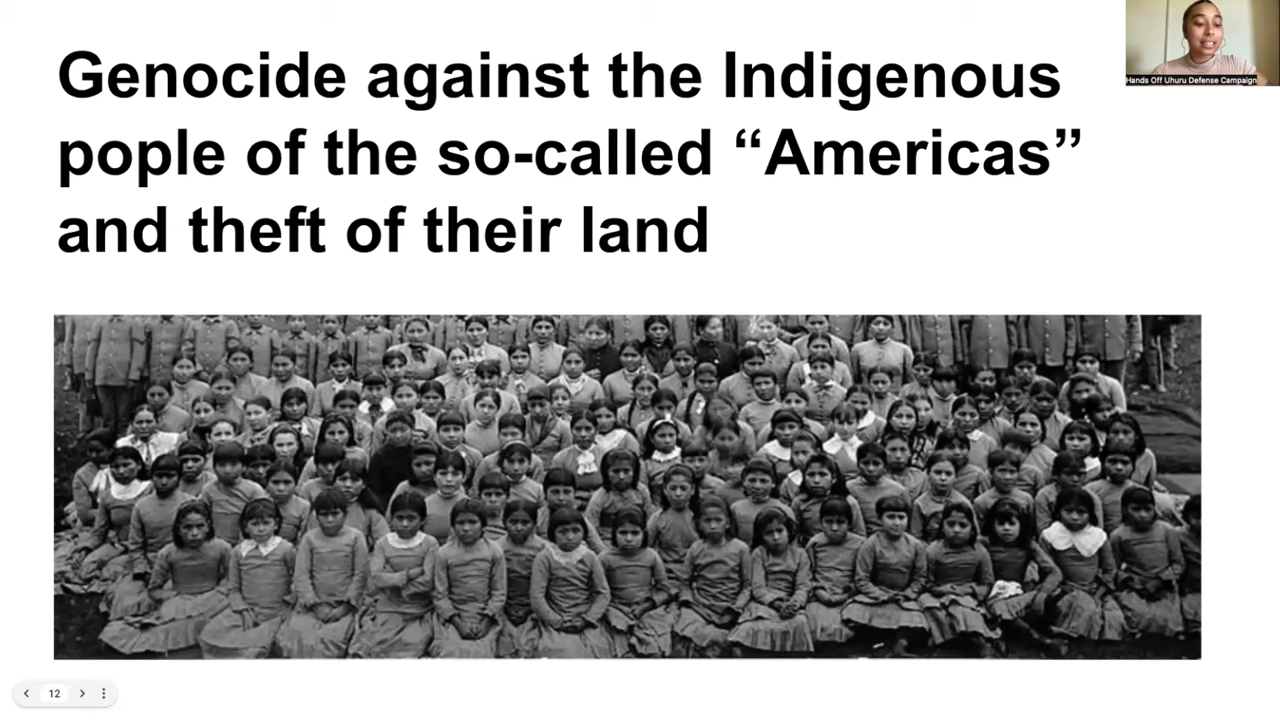 Genocide against the Indigenous
pople of the so-called “Americas”
and theft of their land
Hands Off Uhuru Defense Campaign
12